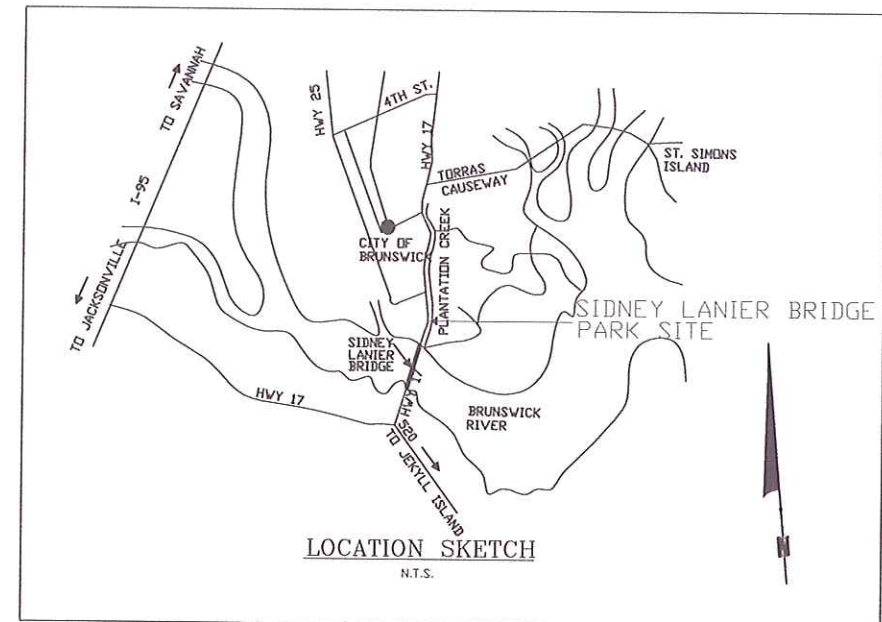 TO SAVANNAH
I-95
TO JACKSONVILLE
HWY 25
4TH ST.
HWY 17
TORRAS
CAUSEWAY
ST. SIMONS
ISLAND
CITY OF
BRUNSWICK
PLANTATION CREEK
SIDNEY LANIER BRIDGE
PARK SITE
SIDNEY
LANIER
BRIDGE
HWY 17
HWY 17
520
TO JEKYLL ISLAND
BRUNSWICK
RIVER
N
LOCATION SKETCH
N.T.S.